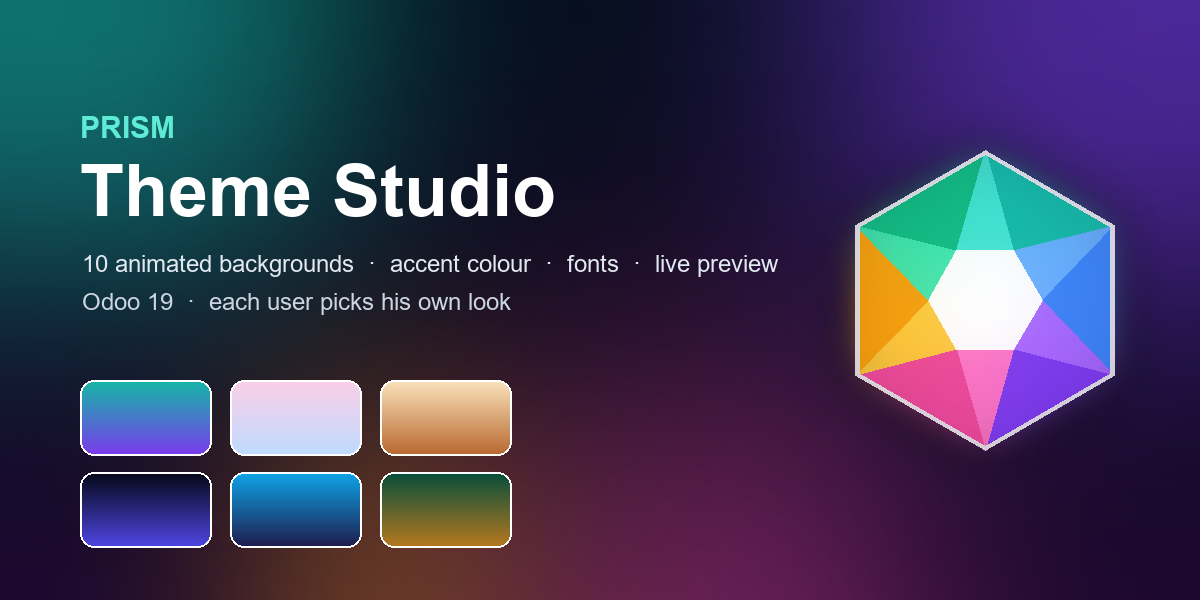 PRISM
Theme Studio
10 animated backgrounds · accent colour · fonts · live preview
Odoo 19 · each user picks his own look